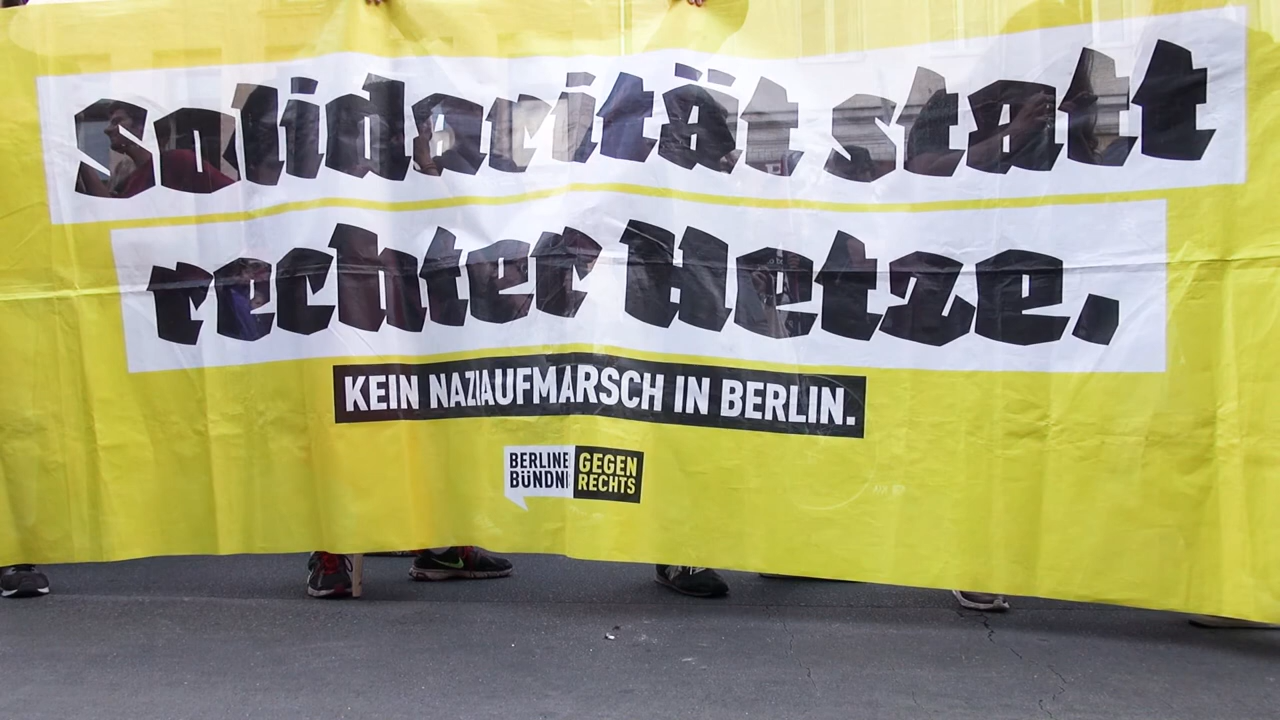 Solidarität statt
rechter Hetze.
KEIN NAZIAUFMARSCH IN BERLIN.
BERLINE GEGEN
BÜNDNI RECHTS